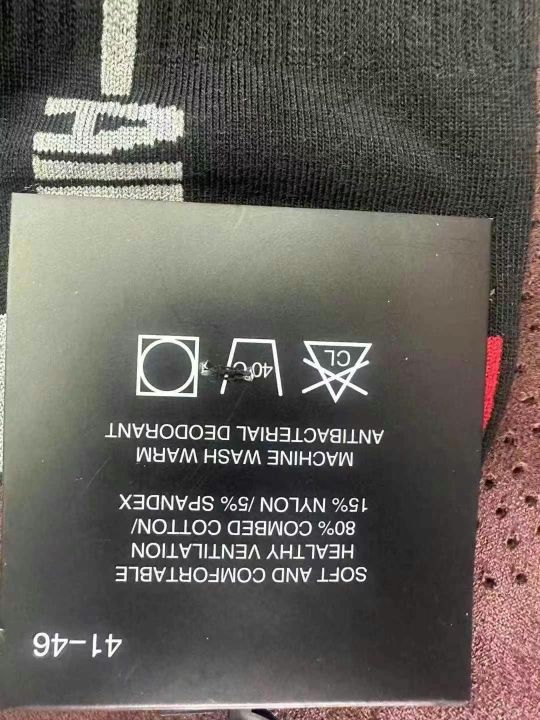 41-46
SOFT AND COMFORTABLE
HEALTHY VENTILATION
80% COMBED COTTON/
15% NYLON /5% SPANDEX
MACHINE WASH WARM
ANTIBACTERIAL DEODORANT
CL 40°C